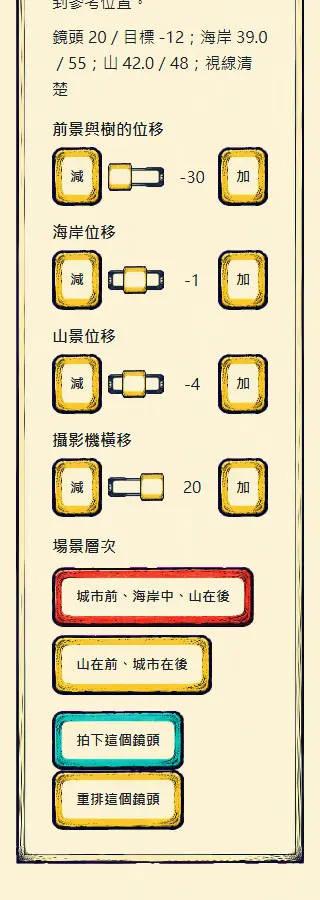 到參考位置。
鏡頭 20 / 目標 -12；海岸 39.0
/ 55；山 42.0 / 48；視線清
楚
前景與樹的位移
減 -30 加
海岸位移
減 -1 加
山景位移
減 -4 加
攝影機橫移
減 20 加
場景層次
城市前、海岸中、山在後
山在前、城市在後
拍下這個鏡頭
重排這個鏡頭